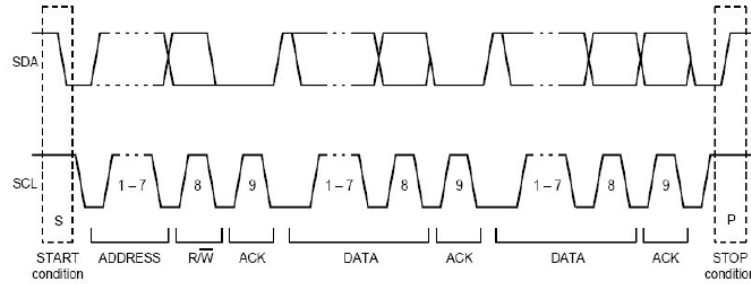 SDA
SCL
1 – 7 8 9 1 – 7 8 9 1 – 7 8 9
S P
START condition ADDRESS R/W̅ ACK DATA ACK DATA ACK STOP condition